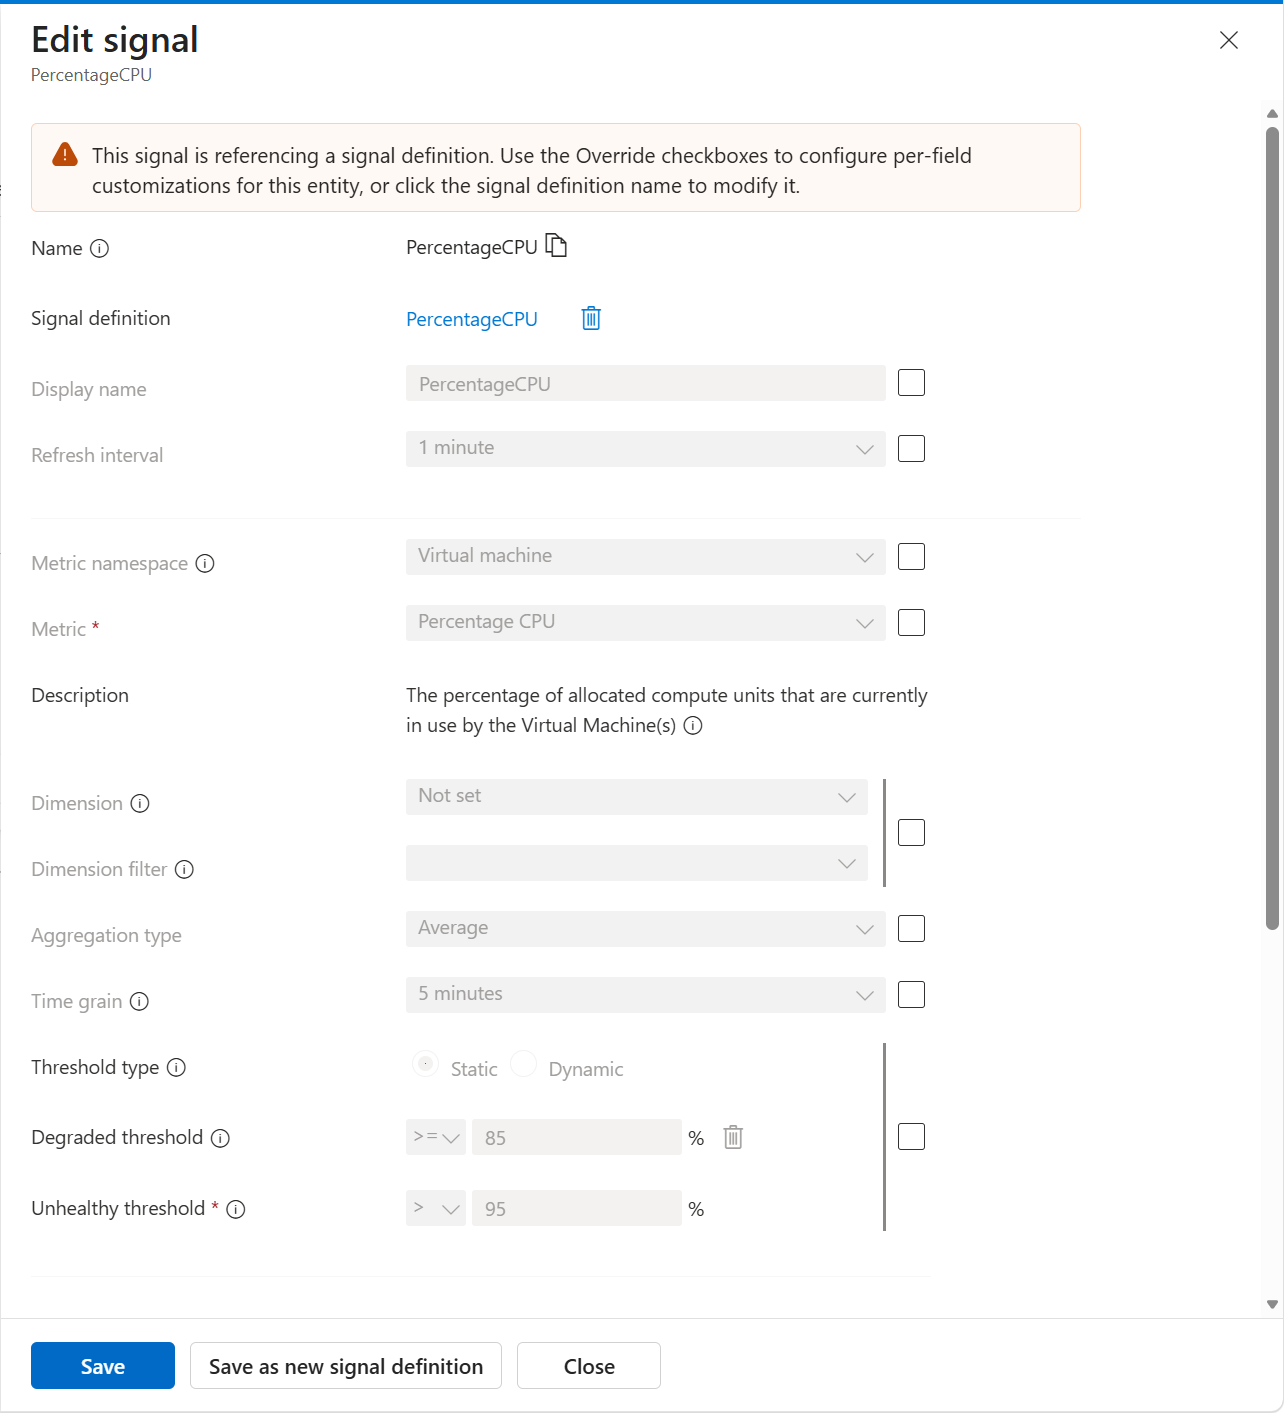 Edit signal
PercentageCPU
This signal is referencing a signal definition. Use the Override checkboxes to configure per-field
customizations for this entity, or click the signal definition name to modify it.
Name
PercentageCPU
Signal definition
PercentageCPU
Display name
PercentageCPU
Refresh interval
1 minute
Metric namespace
Virtual machine
Metric *
Percentage CPU
Description
The percentage of allocated compute units that are currently
in use by the Virtual Machine(s)
Dimension
Not set
Dimension filter
Aggregation type
Average
Time grain
5 minutes
Threshold type
Static Dynamic
Degraded threshold
>= 85 %
Unhealthy threshold *
> 95 %
Save Save as new signal definition Close